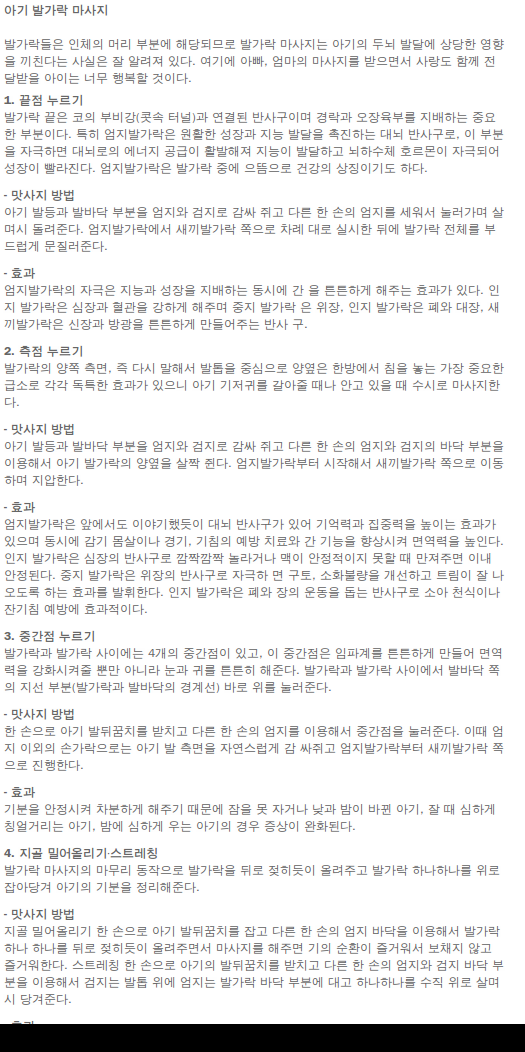 아기 발가락 마사지
발가락들은 인체의 머리 부분에 해당되므로 발가락 마사지는 아기의 두뇌 발달에 상당한 영향
을 끼친다는 사실은 잘 알려져 있다. 여기에 아빠, 엄마의 마사지를 받으면서 사랑도 함께 전
달받을 아이는 너무 행복할 것이다.
1. 끝점 누르기
발가락 끝은 코의 부비강(콧속 터널)과 연결된 반사구이며 경락과 오장육부를 지배하는 중요
한 부분이다. 특히 엄지발가락은 원활한 성장과 지능 발달을 촉진하는 대뇌 반사구로, 이 부분
을 자극하면 대뇌로의 에너지 공급이 활발해져 지능이 발달하고 뇌하수체 호르몬이 자극되어
성장이 빨라진다. 엄지발가락은 발가락 중에 으뜸으로 건강의 상징이기도 하다.
- 맛사지 방법
아기 발등과 발바닥 부분을 엄지와 검지로 감싸 쥐고 다른 한 손의 엄지를 세워서 눌러가며 살
며시 돌려준다. 엄지발가락에서 새끼발가락 쪽으로 차례 대로 실시한 뒤에 발가락 전체를 부
드럽게 문질러준다.
- 효과
엄지발가락의 자극은 지능과 성장을 지배하는 동시에 간 을 튼튼하게 해주는 효과가 있다. 인
지 발가락은 심장과 혈관을 강하게 해주며 중지 발가락 은 위장, 인지 발가락은 폐와 대장, 새
끼발가락은 신장과 방광을 튼튼하게 만들어주는 반사 구.
2. 측점 누르기
발가락의 양쪽 측면, 즉 다시 말해서 발톱을 중심으로 양옆은 한방에서 침을 놓는 가장 중요한
급소로 각각 독특한 효과가 있으니 아기 기저귀를 갈아줄 때나 안고 있을 때 수시로 마사지한
다.
- 맛사지 방법
아기 발등과 발바닥 부분을 엄지와 검지로 감싸 쥐고 다른 한 손의 엄지와 검지의 바닥 부분을
이용해서 아기 발가락의 양옆을 살짝 쥔다. 엄지발가락부터 시작해서 새끼발가락 쪽으로 이동
하며 지압한다.
- 효과
엄지발가락은 앞에서도 이야기했듯이 대뇌 반사구가 있어 기억력과 집중력을 높이는 효과가
있으며 동시에 감기 몸살이나 경기, 기침의 예방 치료와 간 기능을 향상시켜 면역력을 높인다.
인지 발가락은 심장의 반사구로 깜짝깜짝 놀라거나 맥이 안정적이지 못할 때 만져주면 이내
안정된다. 중지 발가락은 위장의 반사구로 자극하 면 구토, 소화불량을 개선하고 트림이 잘 나
오도록 하는 효과를 발휘한다. 인지 발가락은 폐와 장의 운동을 돕는 반사구로 소아 천식이나
잔기침 예방에 효과적이다.
3. 중간점 누르기
발가락과 발가락 사이에는 4개의 중간점이 있고, 이 중간점은 임파계를 튼튼하게 만들어 면역
력을 강화시켜줄 뿐만 아니라 눈과 귀를 튼튼히 해준다. 발가락과 발가락 사이에서 발바닥 쪽
의 지선 부분(발가락과 발바닥의 경계선) 바로 위를 눌러준다.
- 맛사지 방법
한 손으로 아기 발뒤꿈치를 받치고 다른 한 손의 엄지를 이용해서 중간점을 눌러준다. 이때 엄
지 이외의 손가락으로는 아기 발 측면을 자연스럽게 감 싸쥐고 엄지발가락부터 새끼발가락 쪽
으로 진행한다.
- 효과
기분을 안정시켜 차분하게 해주기 때문에 잠을 못 자거나 낮과 밤이 바뀐 아기, 잘 때 심하게
칭얼거리는 아기, 밤에 심하게 우는 아기의 경우 증상이 완화된다.
4. 지골 밀어올리기·스트레칭
발가락 마사지의 마무리 동작으로 발가락을 뒤로 젖히듯이 올려주고 발가락 하나하나를 위로
잡아당겨 아기의 기분을 정리해준다.
- 맛사지 방법
지골 밀어올리기 한 손으로 아기 발뒤꿈치를 잡고 다른 한 손의 엄지 바닥을 이용해서 발가락
하나 하나를 뒤로 젖히듯이 올려주면서 마사지를 해주면 기의 순환이 즐거워서 보채지 않고
즐거워한다. 스트레칭 한 손으로 아기의 발뒤꿈치를 받치고 다른 한 손의 엄지와 검지 바닥 부
분을 이용해서 검지는 발톱 위에 엄지는 발가락 바닥 부분에 대고 하나하나를 수직 위로 살며
시 당겨준다.